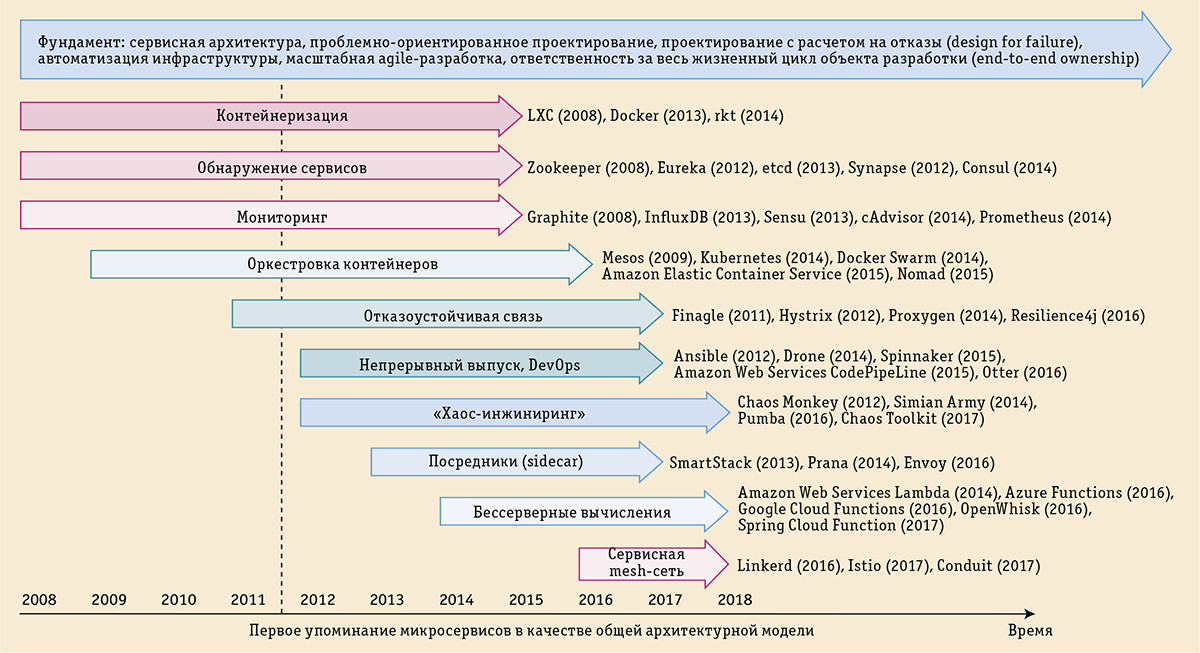 Фундамент: сервисная архитектура, проблемно-ориентированное проектирование, проектирование с расчетом на отказы (design for failure),
автоматизация инфраструктуры, масштабная agile-разработка, ответственность за весь жизненный цикл объекта разработки (end-to-end ownership)
Контейнеризация
LXC (2008), Docker (2013), rkt (2014)
Обнаружение сервисов
Zookeeper (2008), Eureka (2012), etcd (2013), Synapse (2012), Consul (2014)
Мониторинг
Graphite (2008), InfluxDB (2013), Sensu (2013), cAdvisor (2014), Prometheus (2014)
Оркестровка контейнеров
Mesos (2009), Kubernetes (2014), Docker Swarm (2014),
Amazon Elastic Container Service (2015), Nomad (2015)
Отказоустойчивая связь
Finagle (2011), Hystrix (2012), Proxygen (2014), Resilience4j (2016)
Непрерывный выпуск, DevOps
Ansible (2012), Drone (2014), Spinnaker (2015),
Amazon Web Services CodePipeLine (2015), Otter (2016)
«Хаос-инжиниринг»
Chaos Monkey (2012), Simian Army (2014),
Pumba (2016), Chaos Toolkit (2017)
Посредники (sidecar)
SmartStack (2013), Prana (2014), Envoy (2016)
Бессерверные вычисления
Amazon Web Services Lambda (2014), Azure Functions (2016),
Google Cloud Functions (2016), OpenWhisk (2016),
Spring Cloud Function (2017)
Сервисная
mesh-сеть
Linkerd (2016), Istio (2017), Conduit (2017)
2008 2009 2010 2011 2012 2013 2014 2015 2016 2017 2018
Первое упоминание микросервисов в качестве общей архитектурной модели
Время